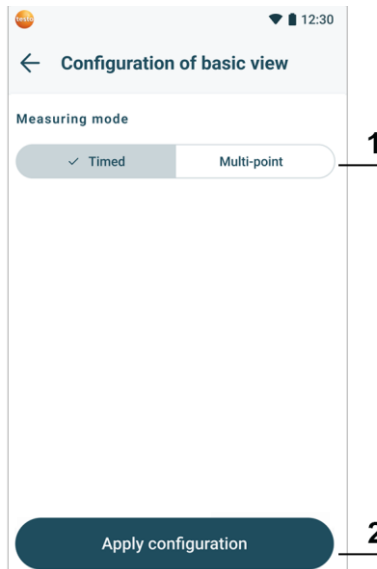 testo 12:30
Configuration of basic view
Measuring mode
Timed Multi-point
1
Apply configuration
2